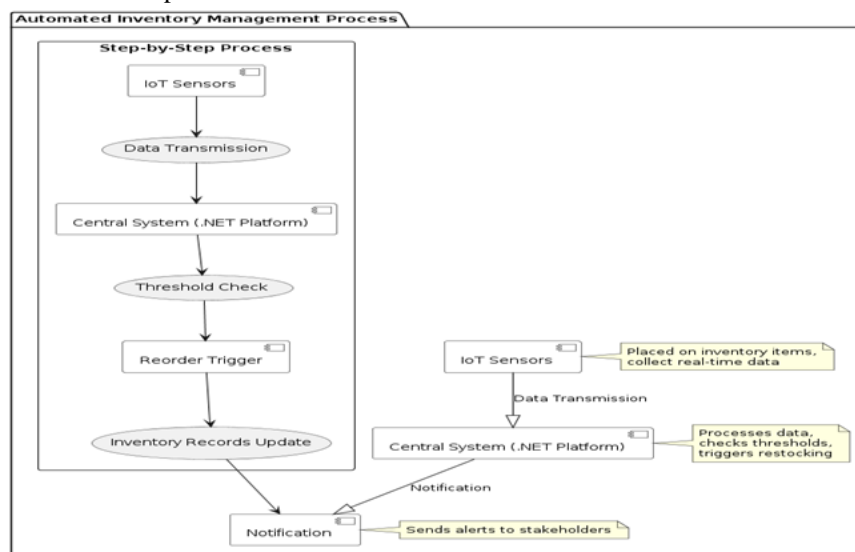 Automated Inventory Management Process
Step-by-Step Process
IoT Sensors
Data Transmission
Central System (.NET Platform)
Threshold Check
Reorder Trigger
Inventory Records Update
IoT Sensors
Placed on inventory items,
collect real-time data
Data Transmission
Central System (.NET Platform)
Processes data,
checks thresholds,
triggers restocking
Notification
Notification
Sends alerts to stakeholders